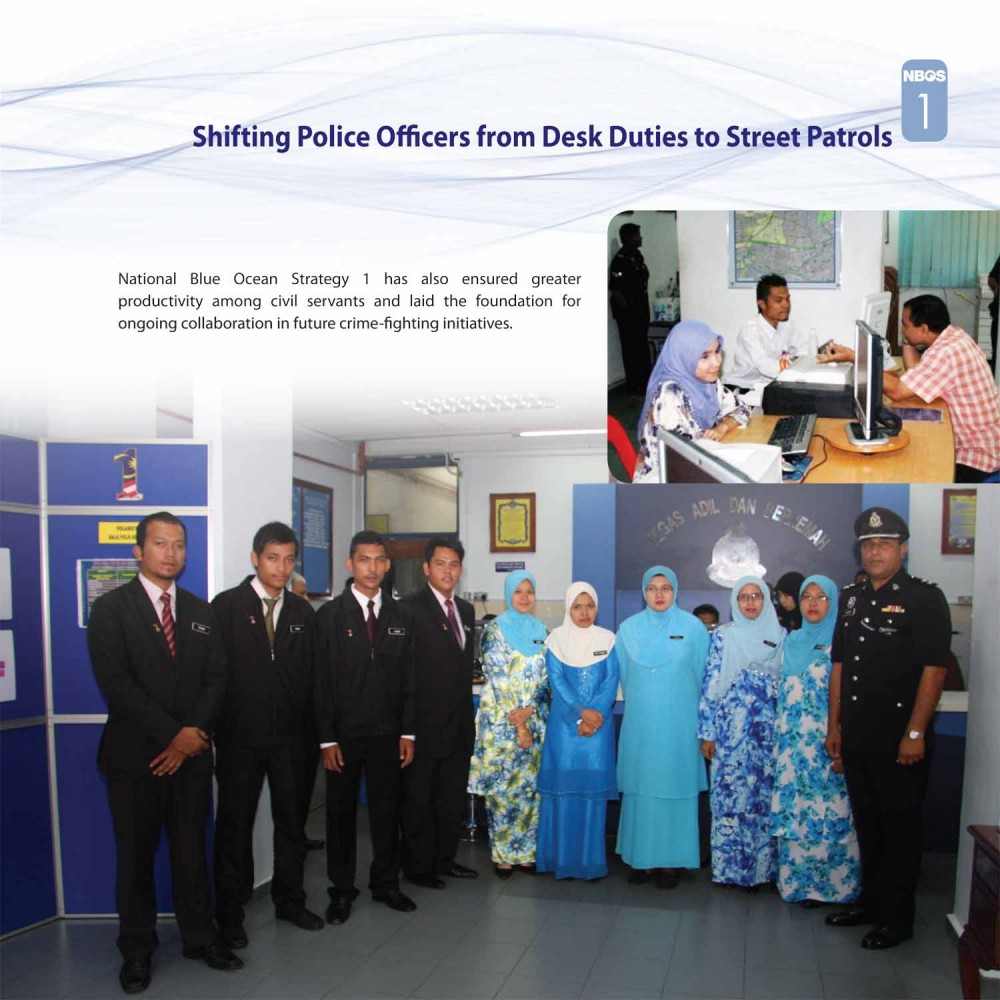 NBOS
1
Shifting Police Officers from Desk Duties to Street Patrols
National Blue Ocean Strategy 1 has also ensured greater
productivity among civil servants and laid the foundation for
ongoing collaboration in future crime-fighting initiatives.
1
TEGAS ADIL DAN BERHEMAH